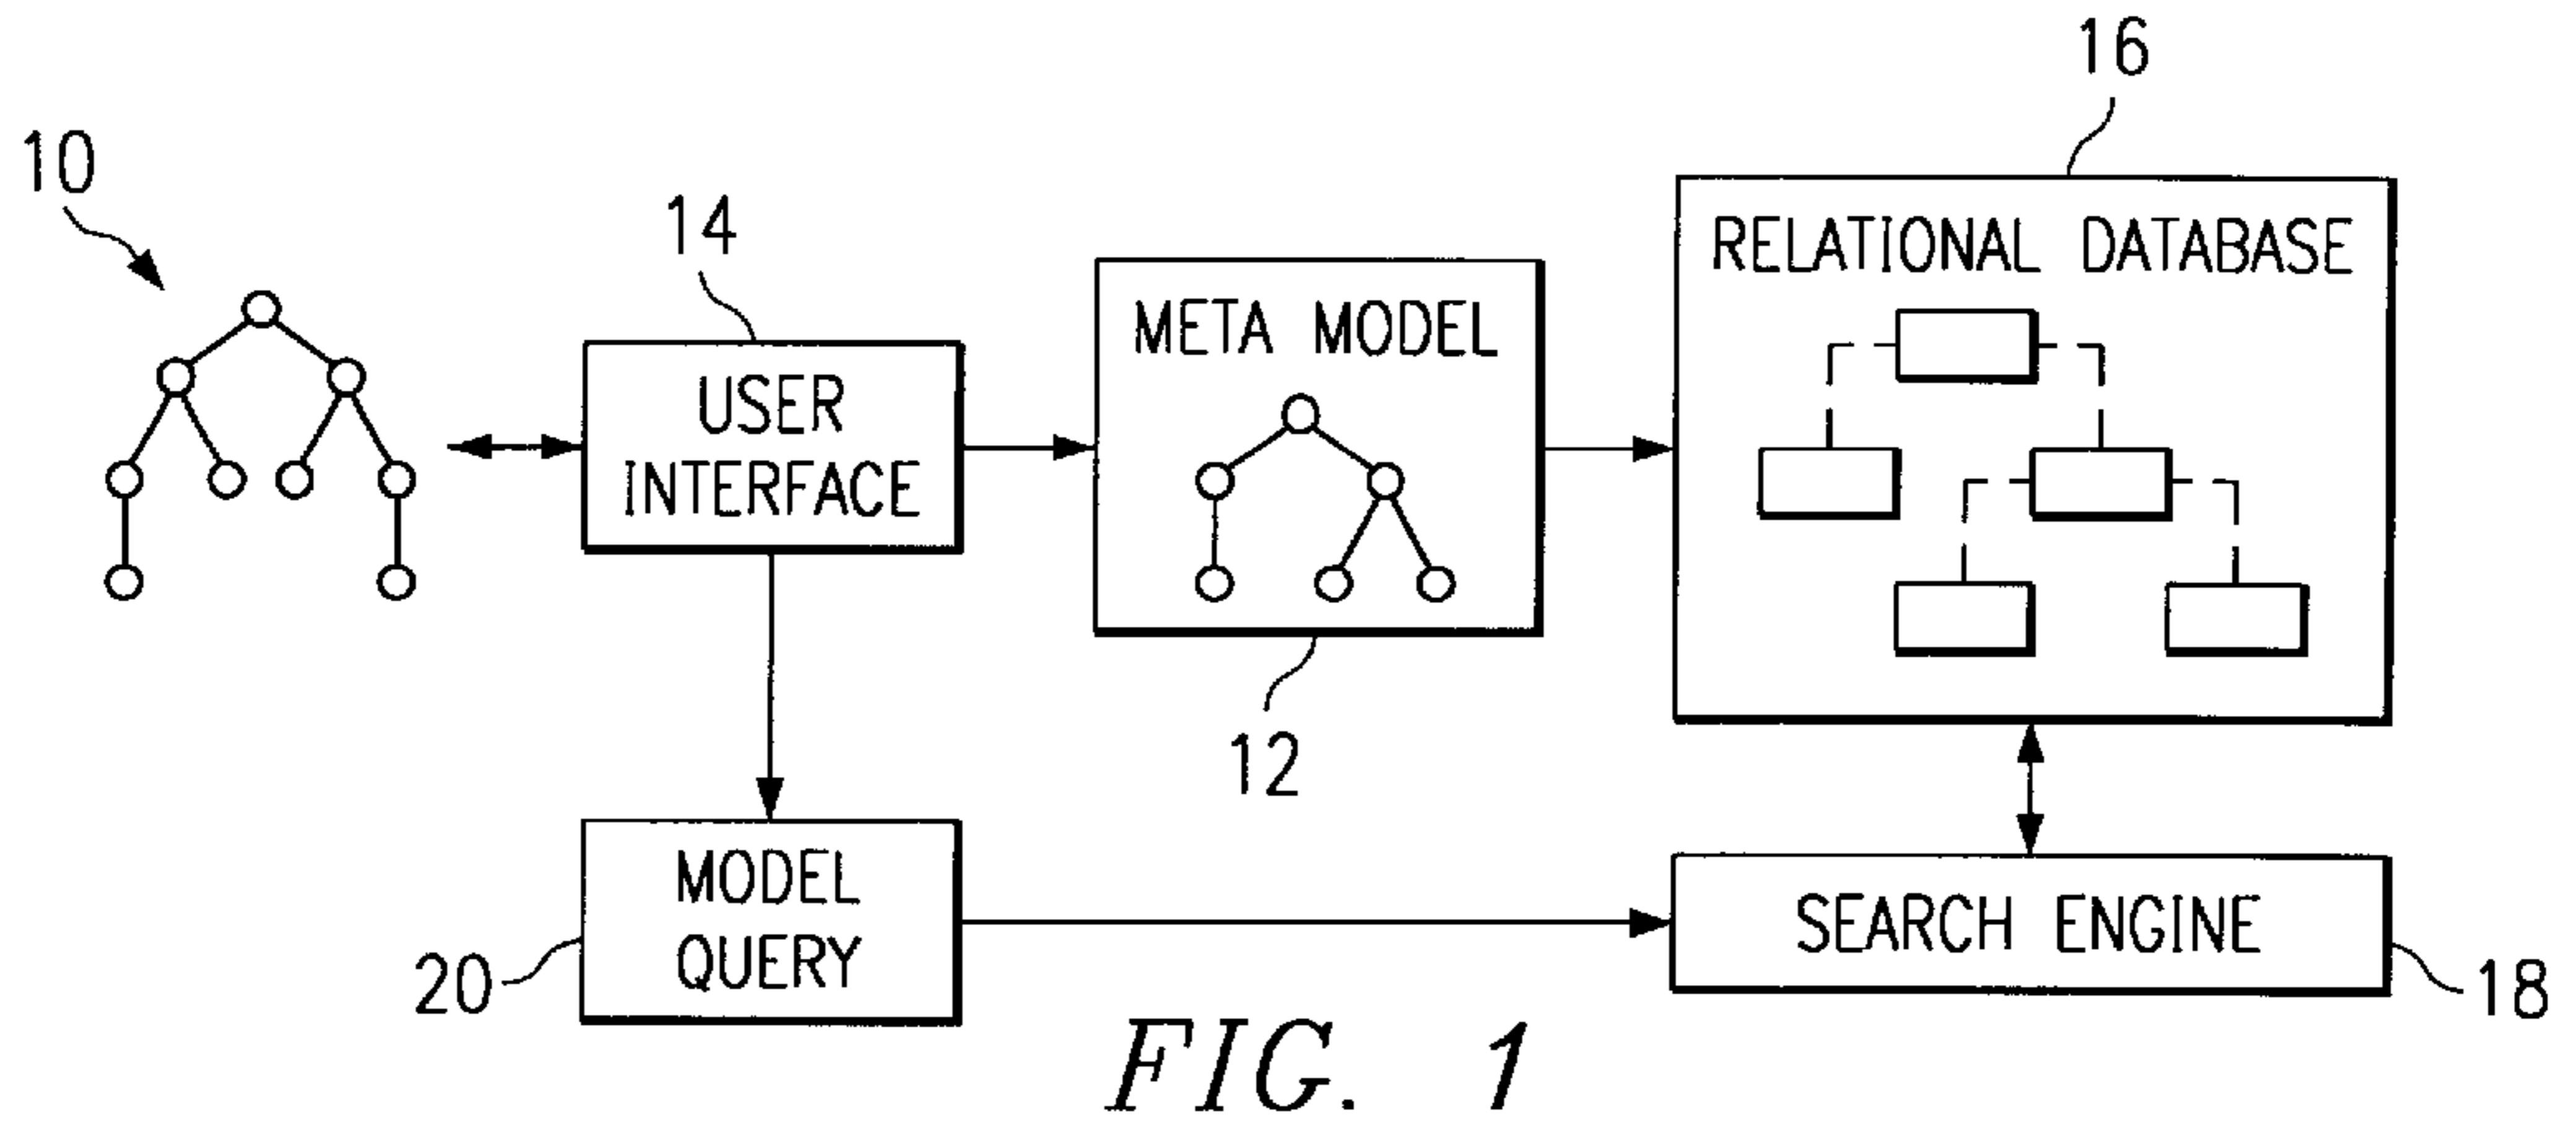 16
10
14
RELATIONAL DATABASE
META MODEL
USER
INTERFACE
12
MODEL
QUERY
SEARCH ENGINE
20
18
FIG. 1